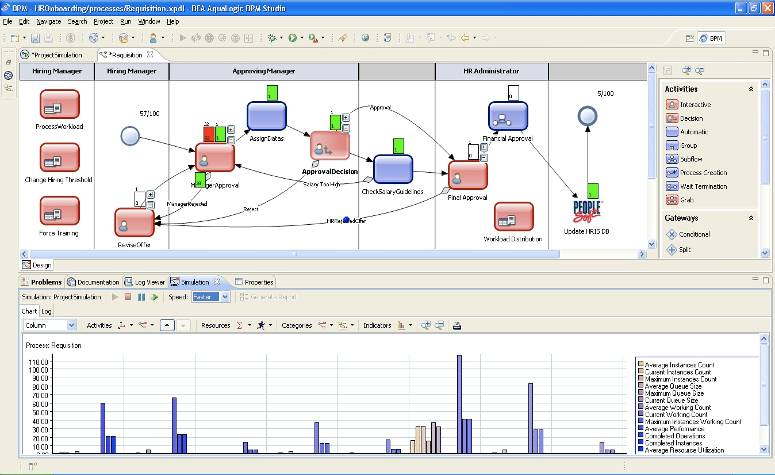 BPM - HROnboarding/processes/Requisition.xpdl - BEA AquaLogic BPM Studio
File Edit Navigate Search Project Run Window Help
BPM
*ProjectSimulation *Requisition
Hiring Manager Hiring Manager Approving Manager HR Administrator
57/100
5/100
ProcessWorkload
Change Hiring Threshold
Force Training
ManagerApproval
AssignDatas
ApprovalDecision
Approval
CheckSalaryGuidelines
Salary Too High
ManagerRejected
Reject
ReviseOffer
Financial Approval
Final Approval
Workload Distribution
PEOPLE
Soft
Update HRIS DB
Activities
Interactive
Decision
Automatic
Group
Subflow
Process Creation
Wait Termination
Grab
Gateways
Conditional
Split
Design
Problems Documentation Log Viewer Simulation Properties
Simulation: ProjectSimulation Speed: Faster Generate Report
Chart Log
Column Activities Resources Categories Indicators
Process: Requisition
110.00
100.00
90.00
80.00
70.00
60.00
50.00
40.00
30.00
20.00
10.00
Average Instances Count
Current Instances Count
Maximum Instances Count
Average Queue Size
Maximum Queue Size
Current Queue Size
Average Working Count
Current Working Count
Maximum Instances Working Count
Average Performance
Completed Operations
Completed Instances
Average Resource Utilization